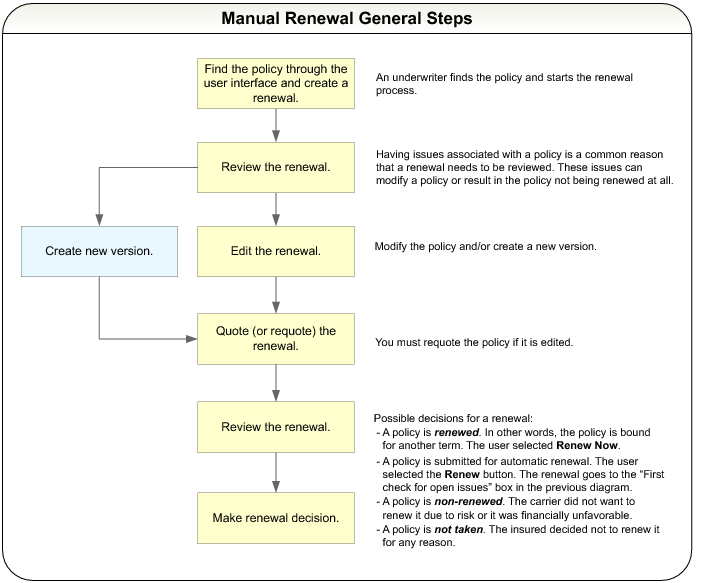 Manual Renewal General Steps
Find the policy through the
user interface and create a
renewal.
An underwriter finds the policy and starts the renewal
process.
Review the renewal.
Having issues associated with a policy is a common reason
that a renewal needs to be reviewed. These issues can
modify a policy or result in the policy not being renewed at all.
Create new version.
Edit the renewal.
Modify the policy and/or create a new version.
Quote (or requote) the
renewal.
You must requote the policy if it is edited.
Review the renewal.
Possible decisions for a renewal:
- A policy is renewed. In other words, the policy is bound
for another term. The user selected Renew Now.
- A policy is submitted for automatic renewal. The user
selected the Renew button. The renewal goes to the “First
check for open issues” box in the previous diagram.
- A policy is non-renewed. The carrier did not want to
renew it due to risk or it was financially unfavorable.
- A policy is not taken. The insured decided not to renew it
for any reason.
Make renewal decision.